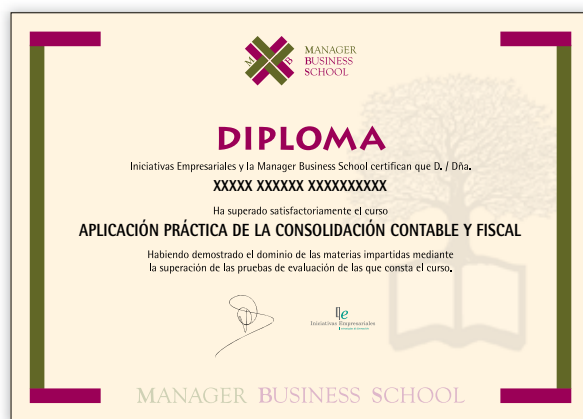 M B
MANAGER
BUSINESS
SCHOOL
DIPLOMA
Iniciativas Empresariales y la Manager Business School certifican que D. / Dña.
XXXXX XXXXXX XXXXXXXXXX
Ha superado satisfactoriamente el curso
APLICACIÓN PRÁCTICA DE LA CONSOLIDACIÓN CONTABLE Y FISCAL
Habiendo demostrado el dominio de las materias impartidas mediante
la superación de las pruebas de evaluación de las que consta el curso.
Iniciativas Empresariales
MANAGER BUSINESS SCHOOL